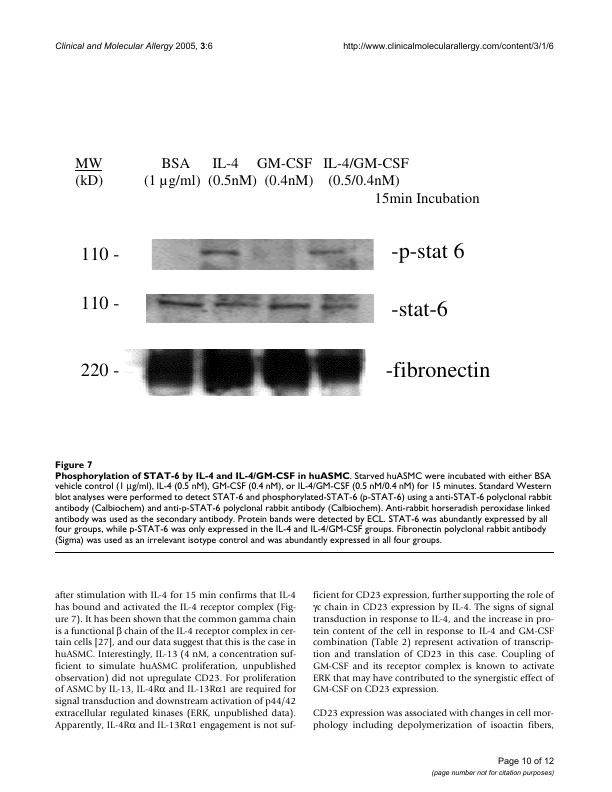 Clinical and Molecular Allergy 2005, 3:6
http://www.clinicalmolecularallergy.com/content/3/1/6
MW BSA IL-4 GM-CSF IL-4/GM-CSF
(kD) (1 μg/ml) (0.5nM) (0.4nM) (0.5/0.4nM)
15min Incubation
110 - -p-stat 6
110 - -stat-6
220 - -fibronectin
Figure 7
Phosphorylation of STAT-6 by IL-4 and IL-4/GM-CSF in huASMC. Starved huASMC were incubated with either BSA
vehicle control (1 μg/ml), IL-4 (0.5 nM), GM-CSF (0.4 nM), or IL-4/GM-CSF (0.5 nM/0.4 nM) for 15 minutes. Standard Western
blot analyses were performed to detect STAT-6 and phosphorylated-STAT-6 (p-STAT-6) using a anti-STAT-6 polyclonal rabbit
antibody (Calbiochem) and anti-p-STAT-6 polyclonal rabbit antibody (Calbiochem). Anti-rabbit horseradish peroxidase linked
antibody was used as the secondary antibody. Protein bands were detected by ECL. STAT-6 was abundantly expressed by all
four groups, while p-STAT-6 was only expressed in the IL-4 and IL-4/GM-CSF groups. Fibronectin polyclonal rabbit antibody
(Sigma) was used as an irrelevant isotype control and was abundantly expressed in all four groups.
after stimulation with IL-4 for 15 min confirms that IL-4
has bound and activated the IL-4 receptor complex (Fig-
ure 7). It has been shown that the common gamma chain
is a functional β chain of the IL-4 receptor complex in cer-
tain cells [27], and our data suggest that this is the case in
huASMC. Interestingly, IL-13 (4 nM, a concentration suf-
ficient to simulate huASMC proliferation, unpublished
observation) did not upregulate CD23. For proliferation
of ASMC by IL-13, IL-4Rα and IL-13Rα1 are required for
signal transduction and downstream activation of p44/42
extracellular regulated kinases (ERK, unpublished data).
Apparently, IL-4Rα and IL-13Rα1 engagement is not suf-
ficient for CD23 expression, further supporting the role of
γc chain in CD23 expression by IL-4. The signs of signal
transduction in response to IL-4, and the increase in pro-
tein content of the cell in response to IL-4 and GM-CSF
combination (Table 2) represent activation of transcrip-
tion and translation of CD23 in this case. Coupling of
GM-CSF and its receptor complex is known to activate
ERK that may have contributed to the synergistic effect of
GM-CSF on CD23 expression.
CD23 expression was associated with changes in cell mor-
phology including depolymerization of isoactin fibers,
Page 10 of 12
(page number not for citation purposes)